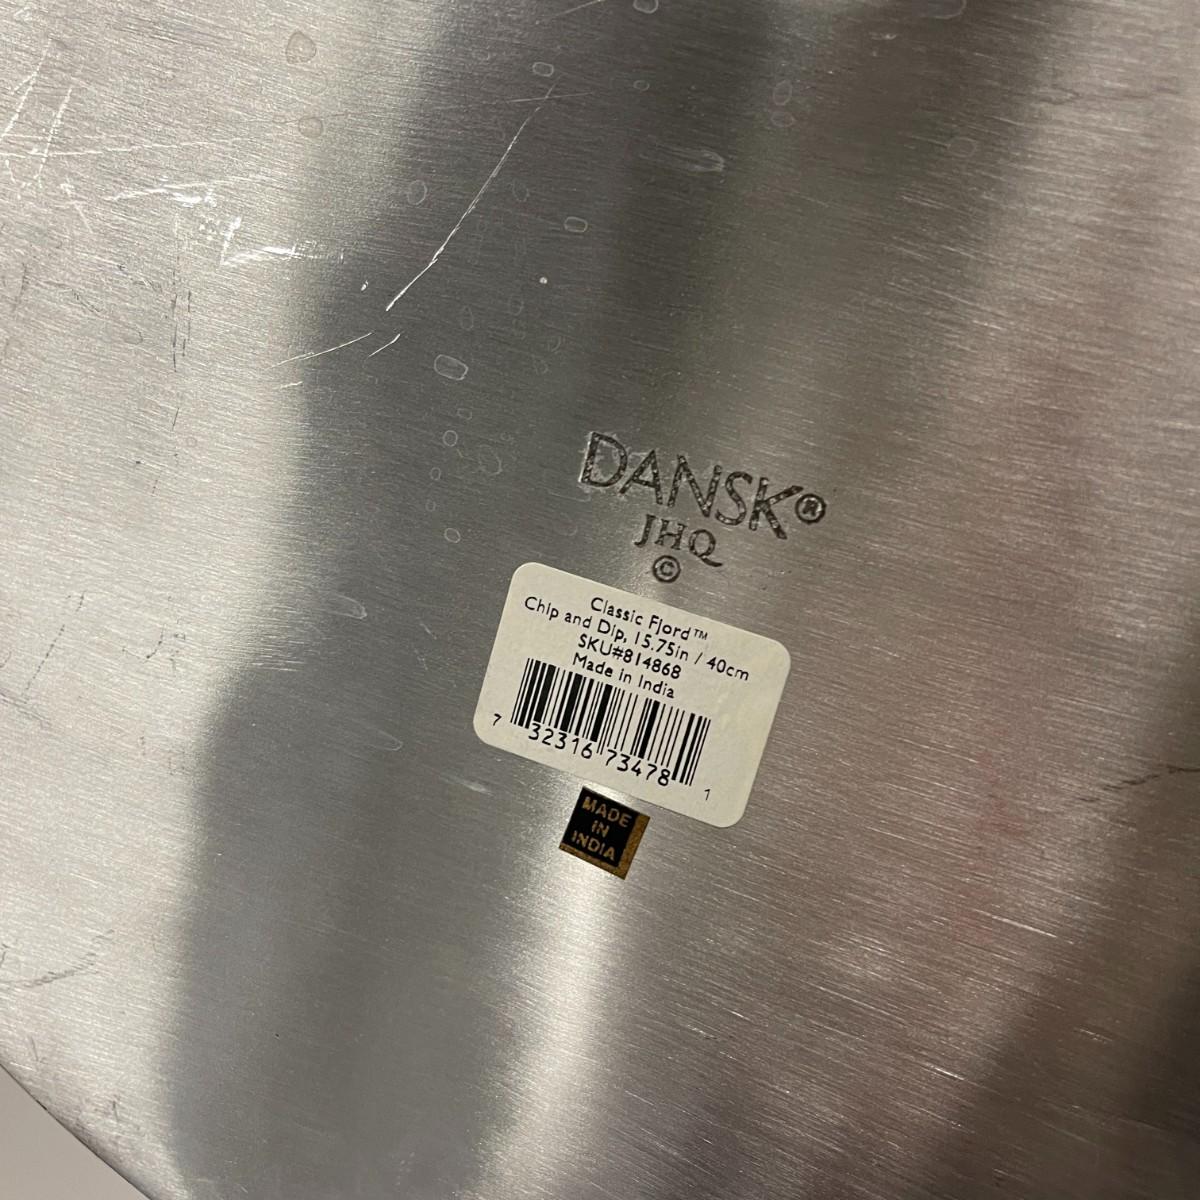 DANSK®
JHQ
©
Classic Fjord™
Chip and Dip, 15.75in / 40cm
SKU#814868
Made in India
7 32316 73478 1
MADE
IN
INDIA